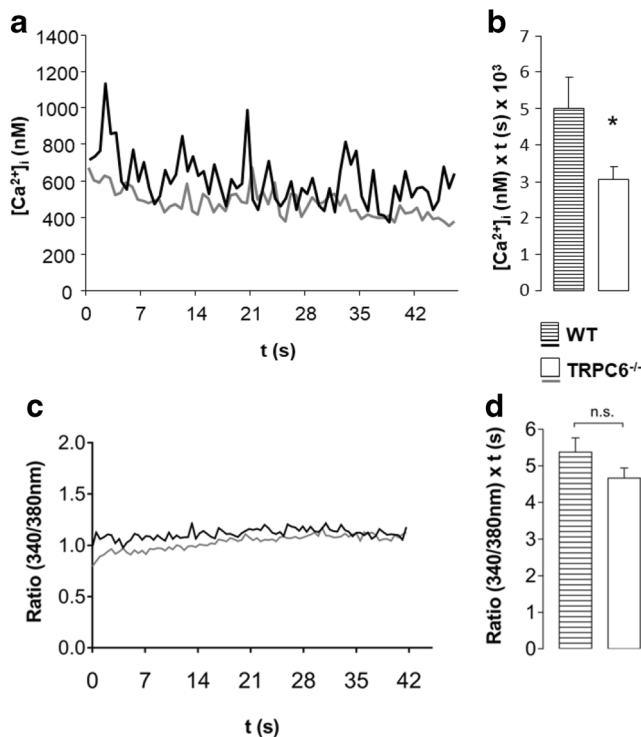 a
[Ca²⁺]ᵢ (nM)
1400
1200
1000
800
600
400
200
0
0 7 14 21 28 35 42
t (s)
b
[Ca²⁺]ᵢ (nM) x t (s) x 10³
7
6
5
4
3
2
1
0
*
WT
TRPC6⁻/⁻
c
Ratio (340/380nm)
2.0
1.5
1.0
0.5
0.0
0 7 14 21 28 35 42
t (s)
d
Ratio (340/380nm) x t (s)
n.s.
6
5
4
3
2
1
0